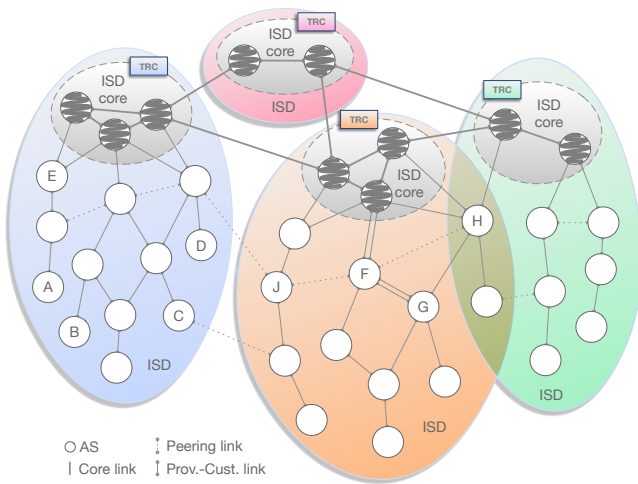 TRC
ISD
core
ISD
TRC
ISD
core
TRC
ISD
core
TRC
ISD
core
E
D
A
B
C
ISD
H
F
J
G
ISD
ISD
AS
Peering link
Core link
Prov.-Cust. link